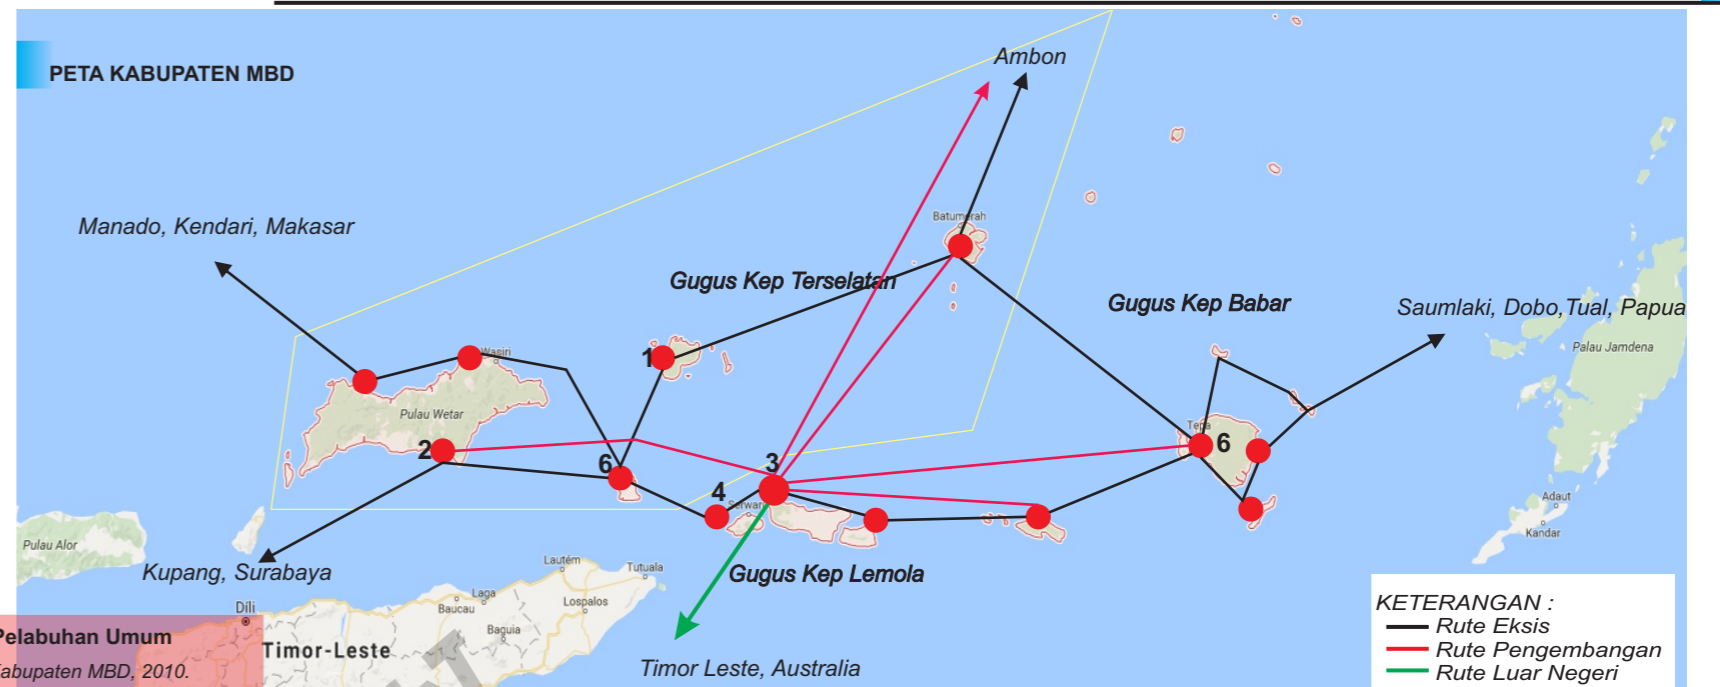 PETA KABUPATEN MBD
Ambon
Manado, Kendari, Makasar
Batumerah
Gugus Kep Terselatan
Gugus Kep Babar
Saumlaki, Dobo,Tual, Papua
Palau Jamdena
Wasiri
1
Pulau Wetar
2
6
3
4
Serwaru
Tepa
6
Adaut
Kandar
Pulau Alor
Kupang, Surabaya
Lautém
Tutuala
Gugus Kep Lemola
Díli
Laga
Baucau
Lospalos
Baguia
Timor-Leste
Timor Leste, Australia
Pelabuhan Umum
Kabupaten MBD, 2010.
KETERANGAN :
Rute Eksis
Rute Pengembangan
Rute Luar Negeri